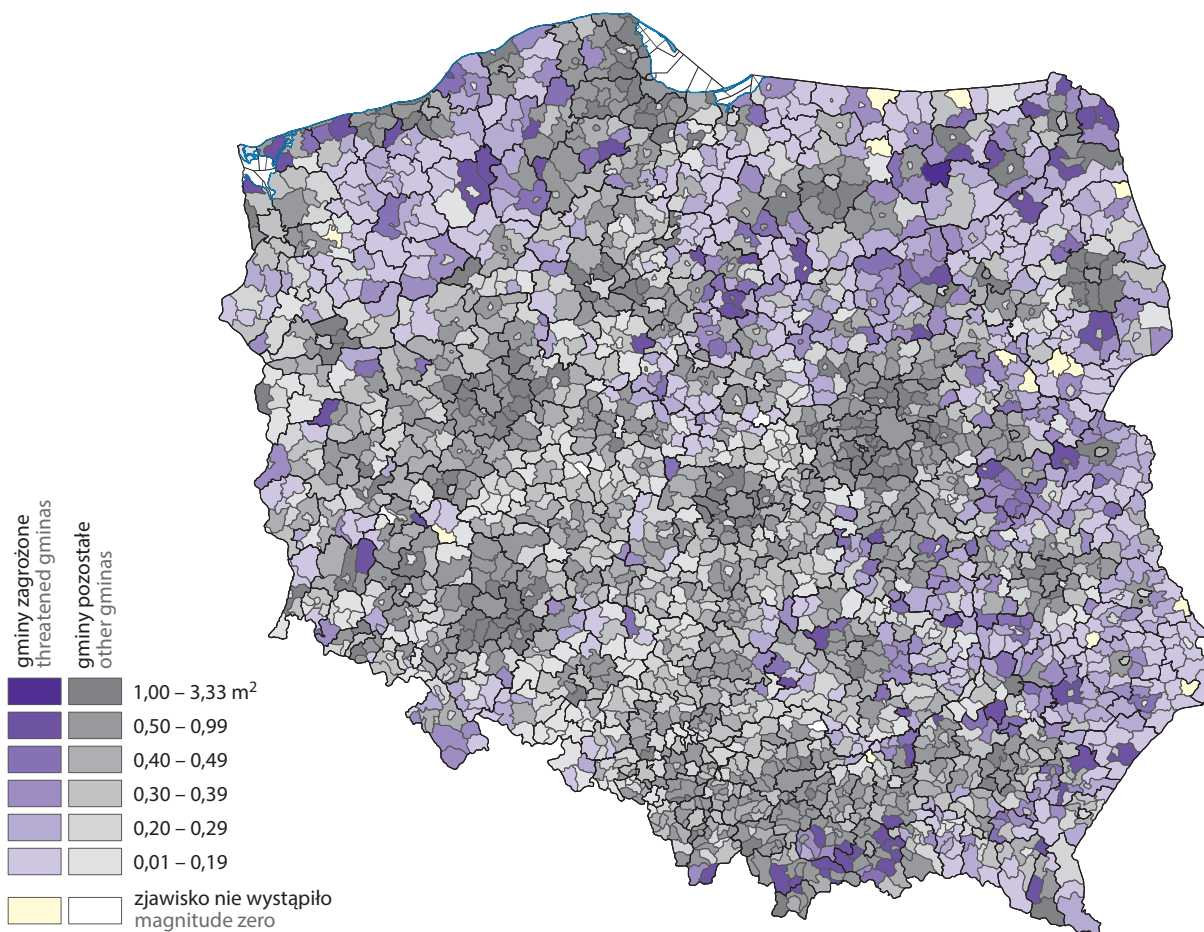 gminy zagrożone
threatened gminas
gminy pozostałe
other gminas
1,00 – 3,33 m²
0,50 – 0,99
0,40 – 0,49
0,30 – 0,39
0,20 – 0,29
0,01 – 0,19
zjawisko nie wystąpiło
magnitude zero